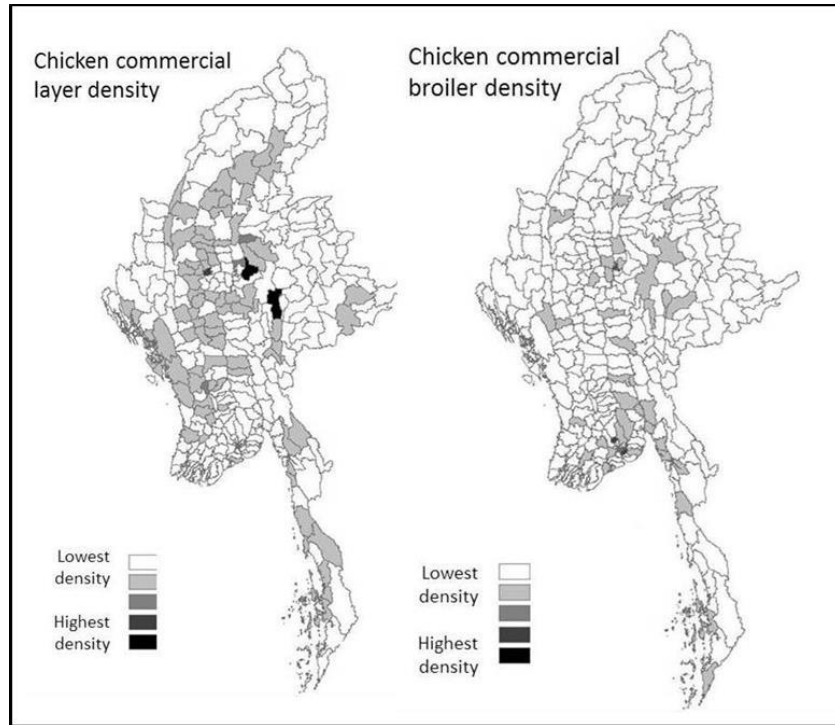 Chicken commercial
layer density
Lowest
density
Highest
density
Chicken commercial
broiler density
Lowest
density
Highest
density